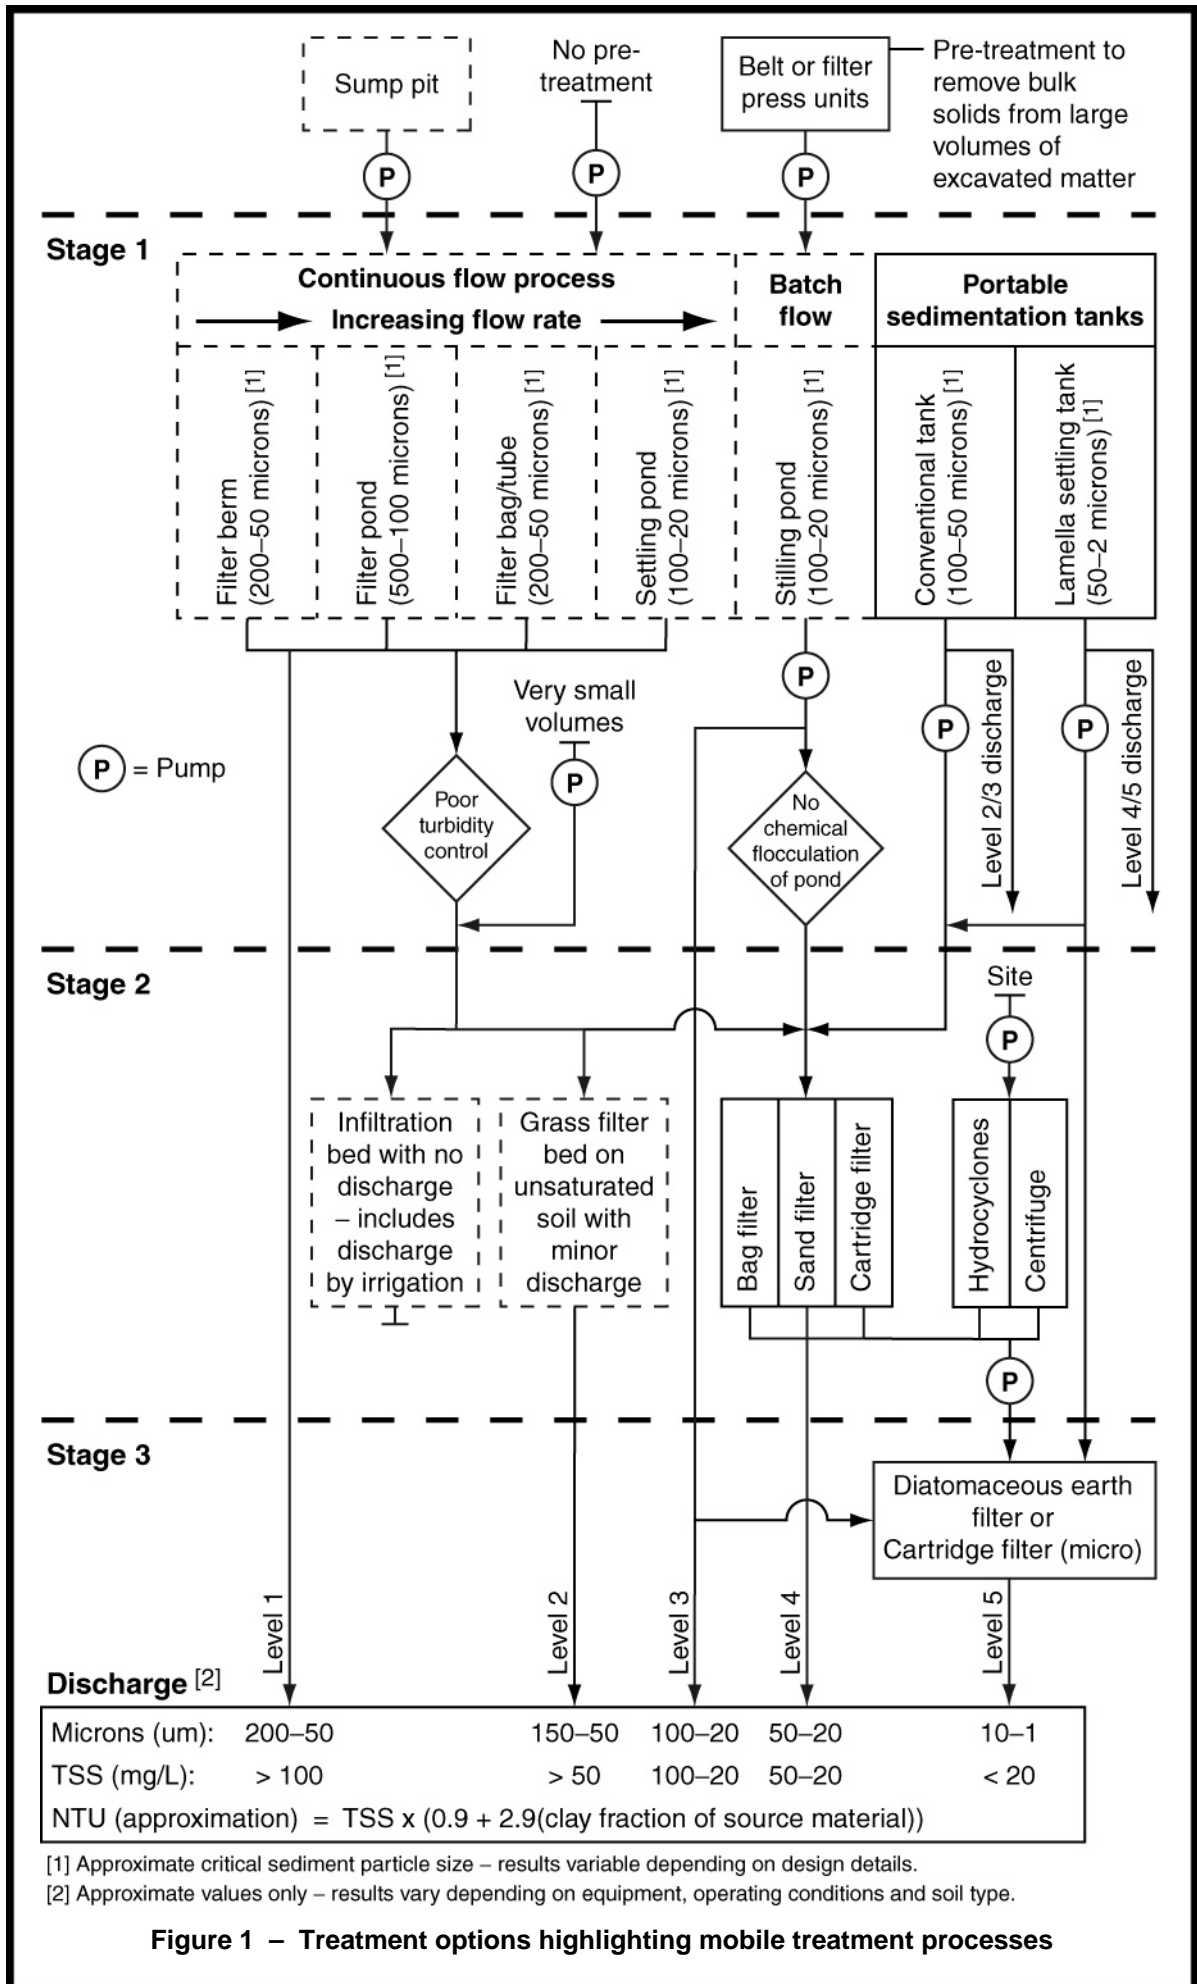 Sump pit
No pre-
treatment
Belt or filter
press units
Pre-treatment to
remove bulk
solids from large
volumes of
excavated matter
P
P
P
Stage 1
Continuous flow process
Increasing flow rate
Batch
flow
Portable
sedimentation tanks
Filter berm
(200–50 microns) [1]
Filter pond
(500–100 microns) [1]
Filter bag/tube
(200–50 microns) [1]
Settling pond
(100–20 microns) [1]
Stilling pond
(100–20 microns) [1]
Conventional tank
(100–50 microns) [1]
Lamella settling tank
(50–2 microns) [1]
P = Pump
Very small
volumes
P
P
P
P
Level 2/3 discharge
Level 4/5 discharge
Poor
turbidity
control
No
chemical
flocculation
of pond
Stage 2
Site
P
Infiltration
bed with no
discharge
– includes
discharge
by irrigation
Grass filter
bed on
unsaturated
soil with
minor
discharge
Bag filter
Sand filter
Cartridge filter
Hydrocyclones
Centrifuge
P
Stage 3
Diatomaceous earth
filter or
Cartridge filter (micro)
Level 1
Level 2
Level 3
Level 4
Level 5
Discharge [2]
Microns (um): 200–50 150–50 100–20 50–20 10–1
TSS (mg/L): > 100 > 50 100–20 50–20 < 20
NTU (approximation) = TSS x (0.9 + 2.9(clay fraction of source material))
[1] Approximate critical sediment particle size – results variable depending on design details.
[2] Approximate values only – results vary depending on equipment, operating conditions and soil type.
Figure 1 – Treatment options highlighting mobile treatment processes